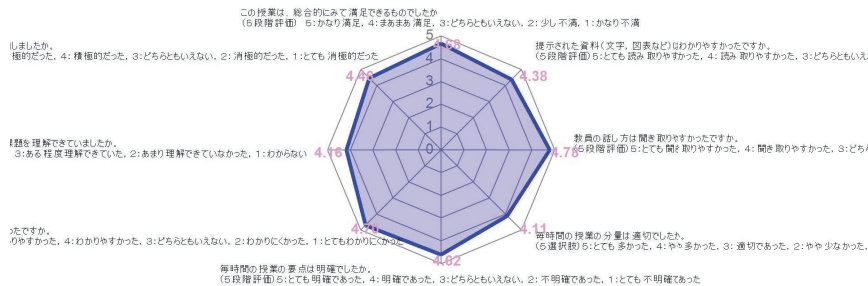 この授業は、総合的にみて満足できるものでしたか
(5段階評価) 5:かなり満足, 4:まあまあ満足, 3:どちらともいえない, 2:少し不満, 1:かなり不満
しましたか。
極的だった, 4:積極的だった, 3:どちらともいえない, 2:消極的だった, 1:とても消極的だった
提示された資料(文字, 図表など)はわかりやすかったですか。
(5段階評価) 5:とても読み取りやすかった, 4:読み取りやすかった, 3:どちらともいえ
5
4
3
2
1
0
4.38
課題を理解できていましたか。
3:ある程度理解できていた, 2:あまり理解できていなかった, 1:わからない
4.16
教員の話し方は聞き取りやすかったですか。
(5段階評価) 5:とても聞き取りやすかった, 4:聞き取りやすかった, 3:どち
4.78
ったですか。
りやすかった, 4:わかりやすかった, 3:どちらともいえない, 2:わかりにくかった, 1:とてもわかりにくかった
4.11
毎時間の授業の分量は適切でしたか。
(5選択肢) 5:とても多かった, 4:やや多かった, 3:適切であった, 2:やや少なかった,
毎時間の授業の要点は明確でしたか。
(5段階評価) 5:とても明確であった, 4:明確であった, 3:どちらともいえない, 2:不明確であった, 1:とても不明確てあった
4.62